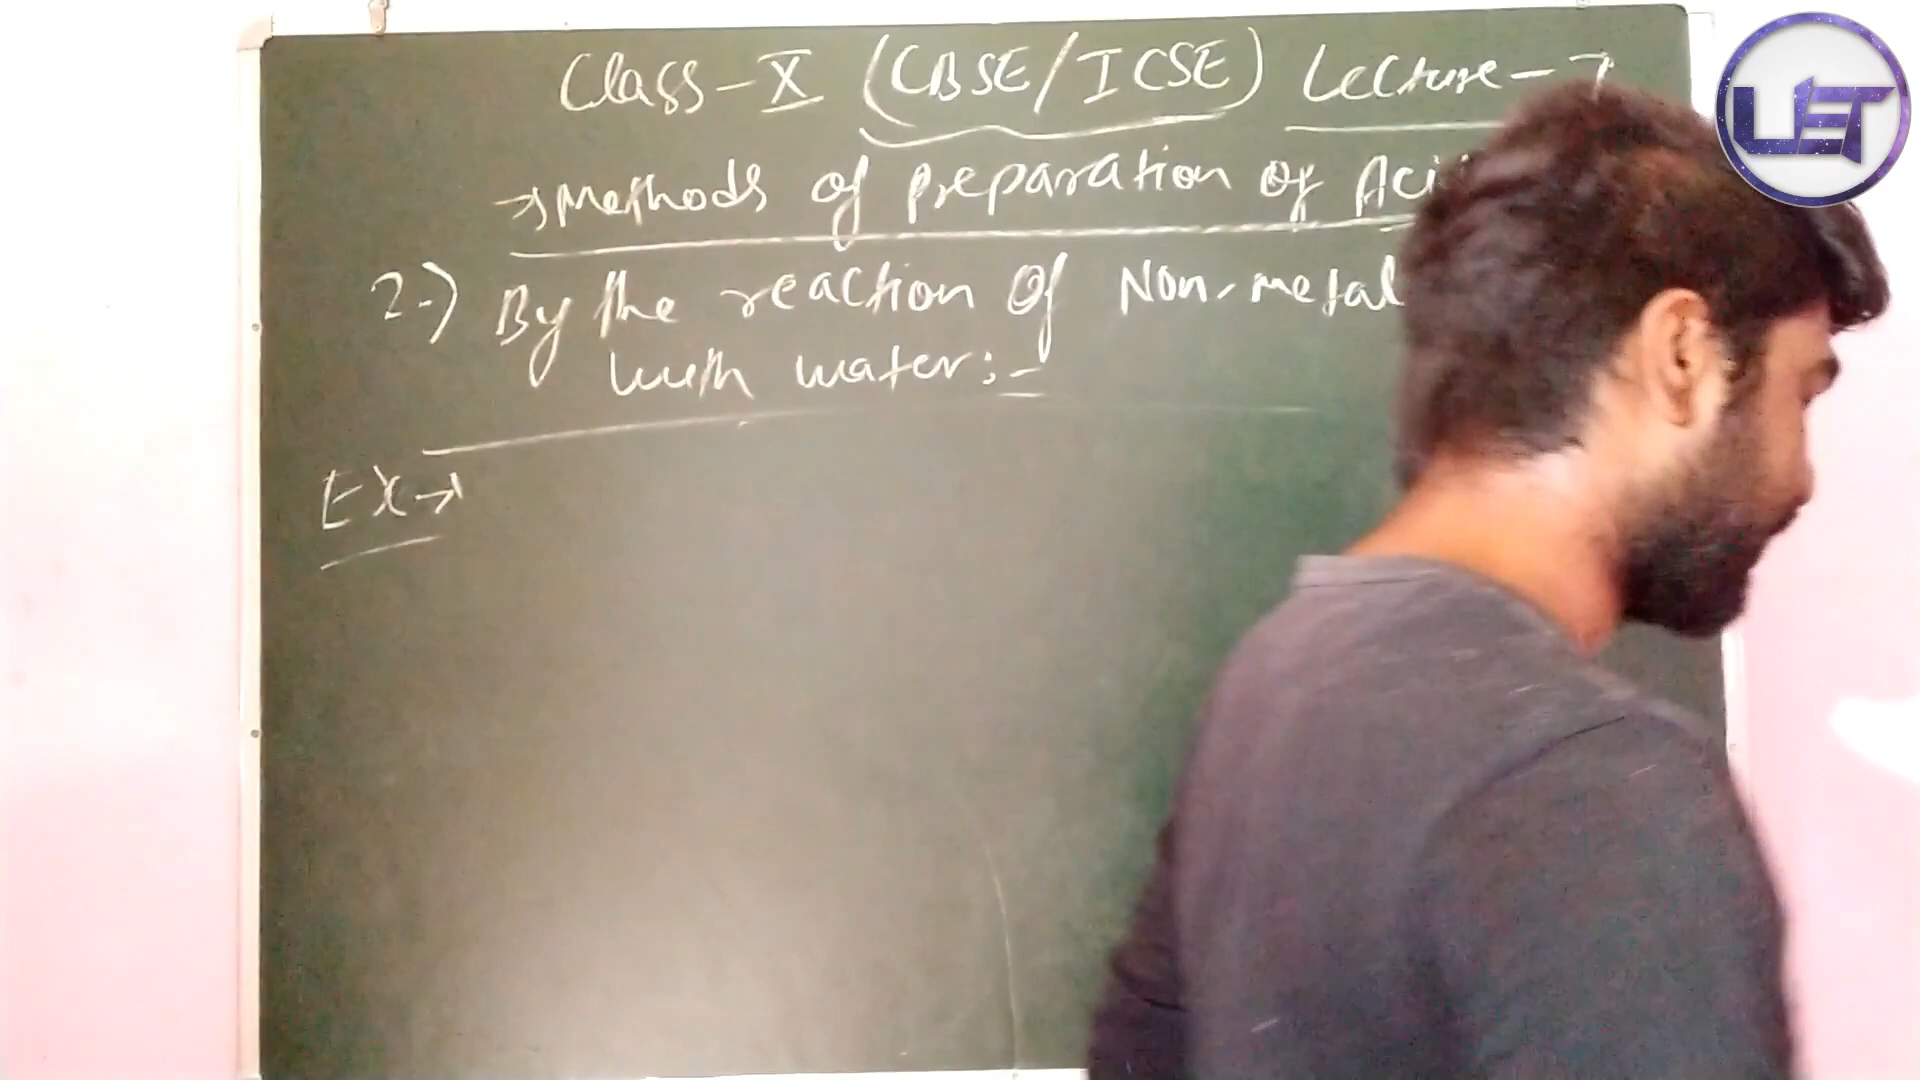 Class-X (CBSE/ICSE) Lecture-7
→ Methods of preparation of Aci
2.) By the reaction of Non-metal
with water:-
Ex→
UET